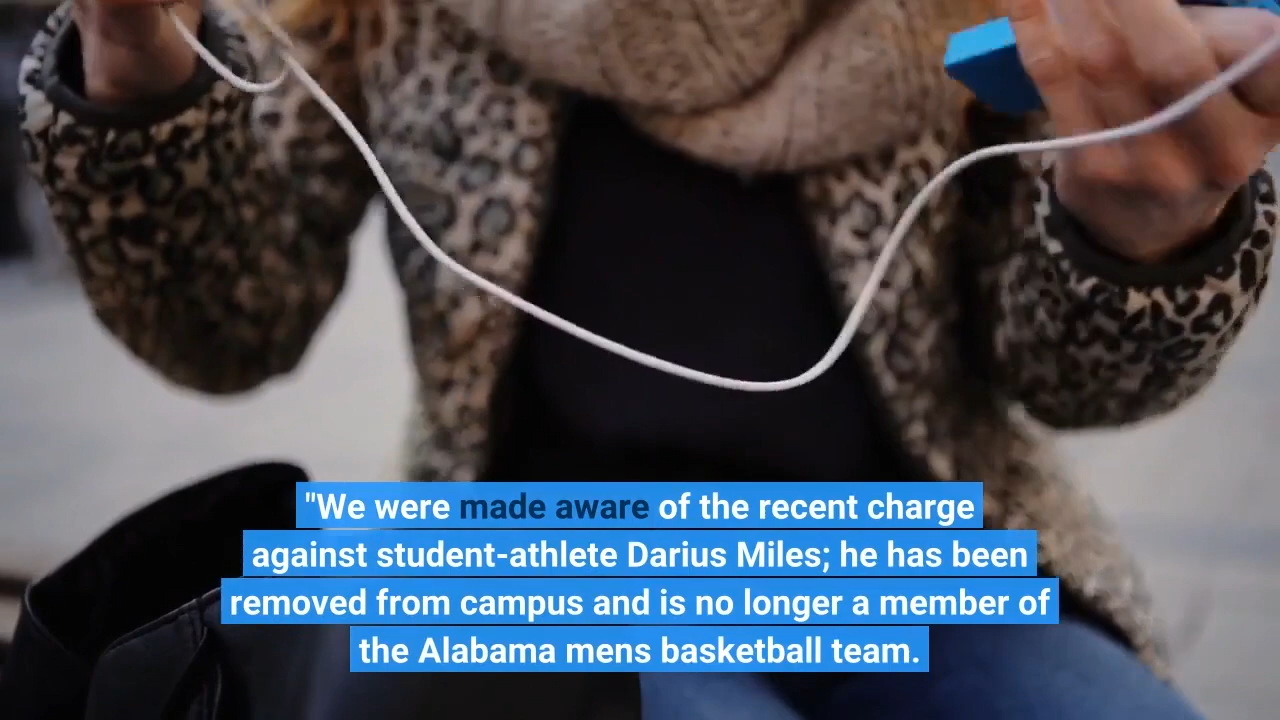 "We were made aware of the recent charge
against student-athlete Darius Miles; he has been
removed from campus and is no longer a member of
the Alabama mens basketball team.